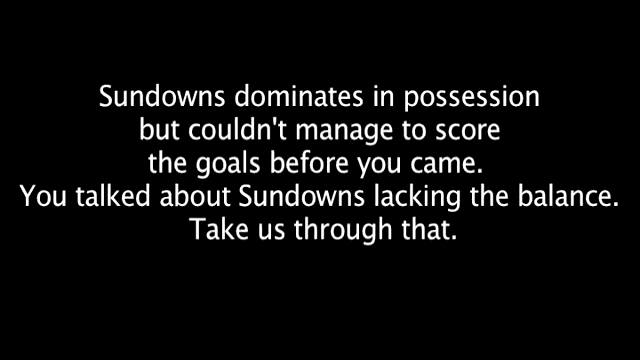 Sundowns dominates in possession
but couldn't manage to score
the goals before you came.
You talked about Sundowns lacking the balance.
Take us through that.